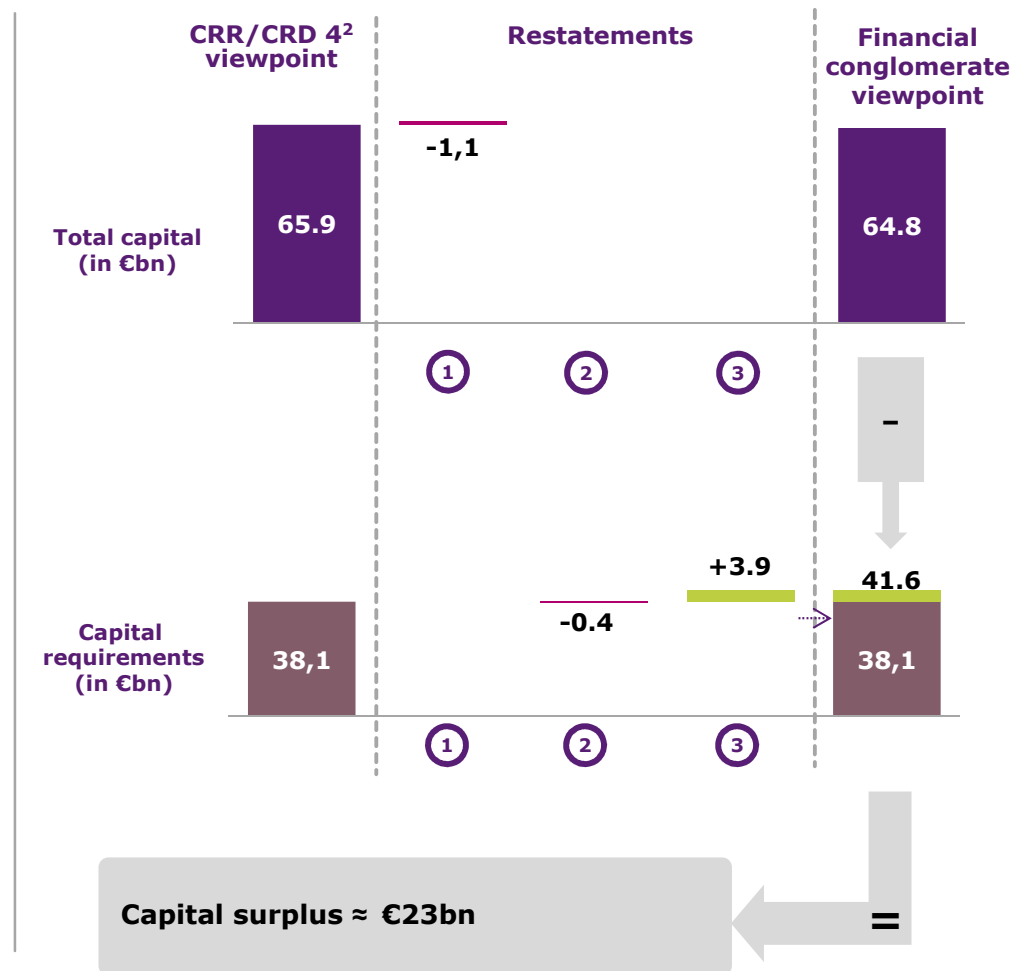 CRR/CRD 4²
viewpoint
Restatements
Financial
conglomerate
viewpoint
Total capital
(in €bn)
65.9
-1,1
64.8
1
2
3
–
Capital
requirements
(in €bn)
38,1
-0.4
+3.9
41.6
38,1
1
2
3
Capital surplus ≈ €23bn
=